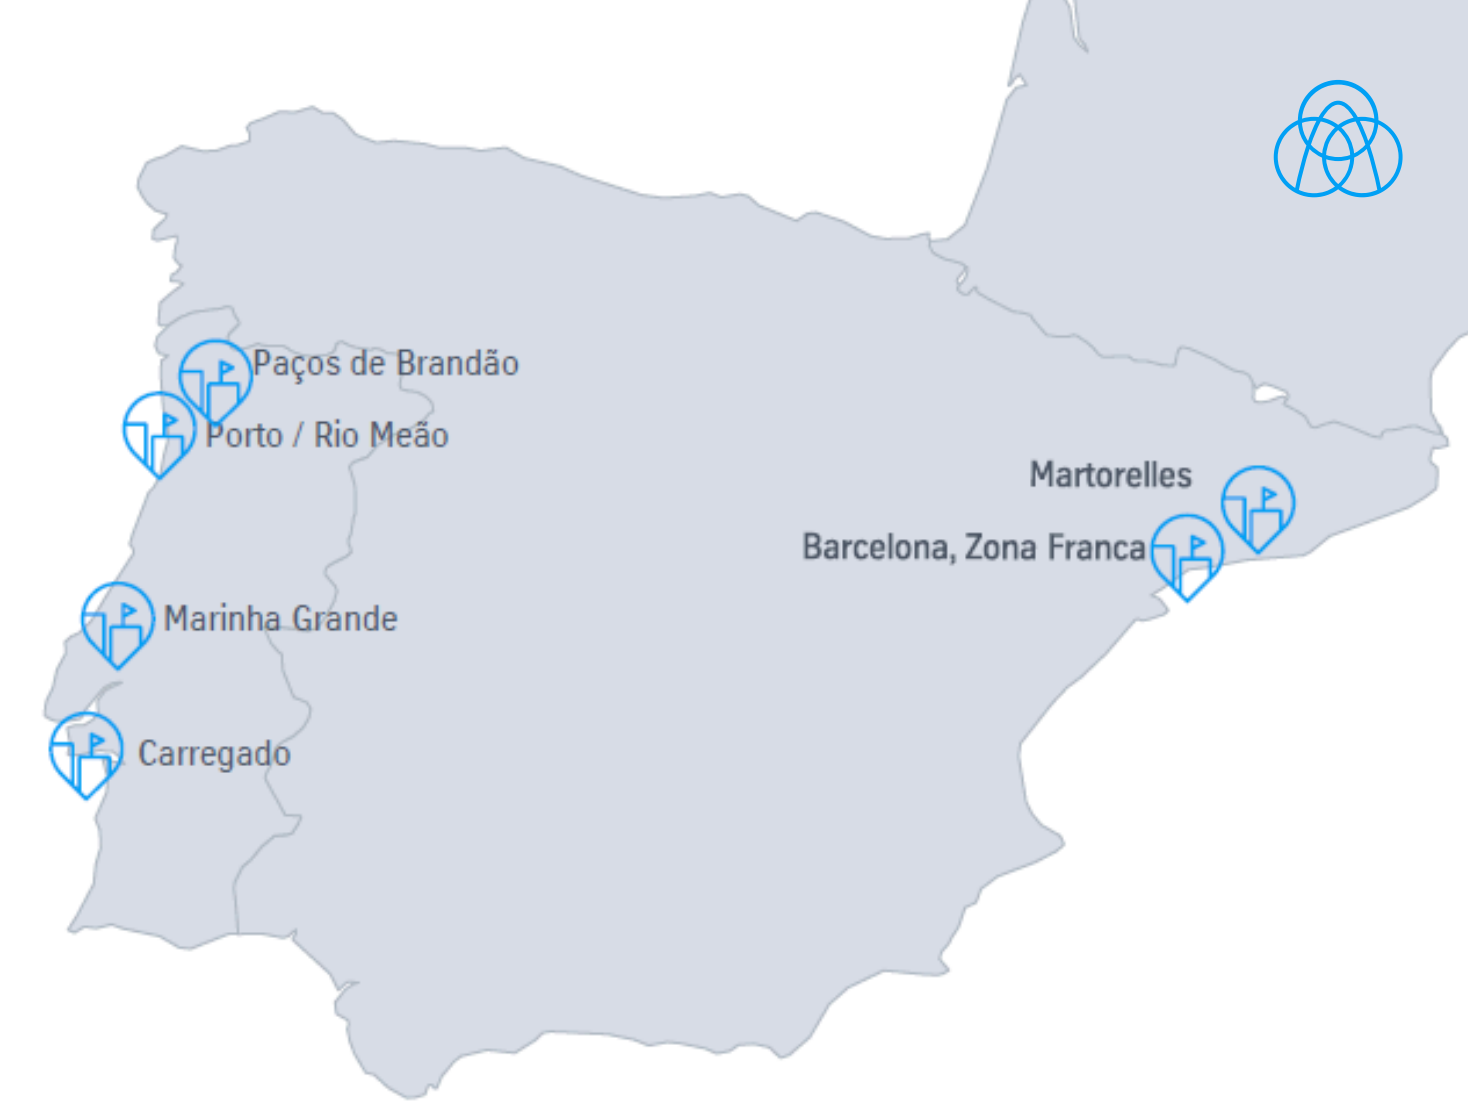 Paços de Brandão
Porto / Rio Meão
Martorelles
Barcelona, Zona Franca
Marinha Grande
Carregado